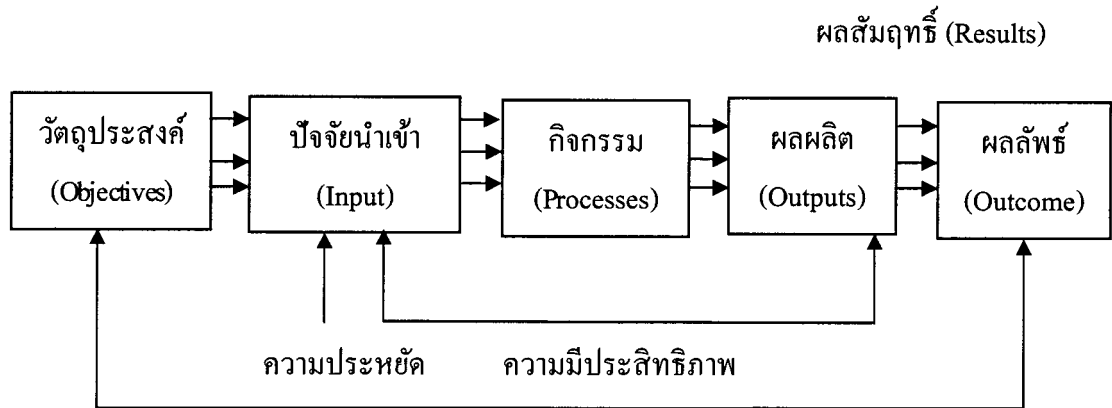 ผลสัมฤทธิ์ (Results)
วัตถุประสงค์
(Objectives)
ปัจจัยนำเข้า
(Input)
กิจกรรม
(Processes)
ผลผลิต
(Outputs)
ผลลัพธ์
(Outcome)
ความประหยัด
ความมีประสิทธิภาพ